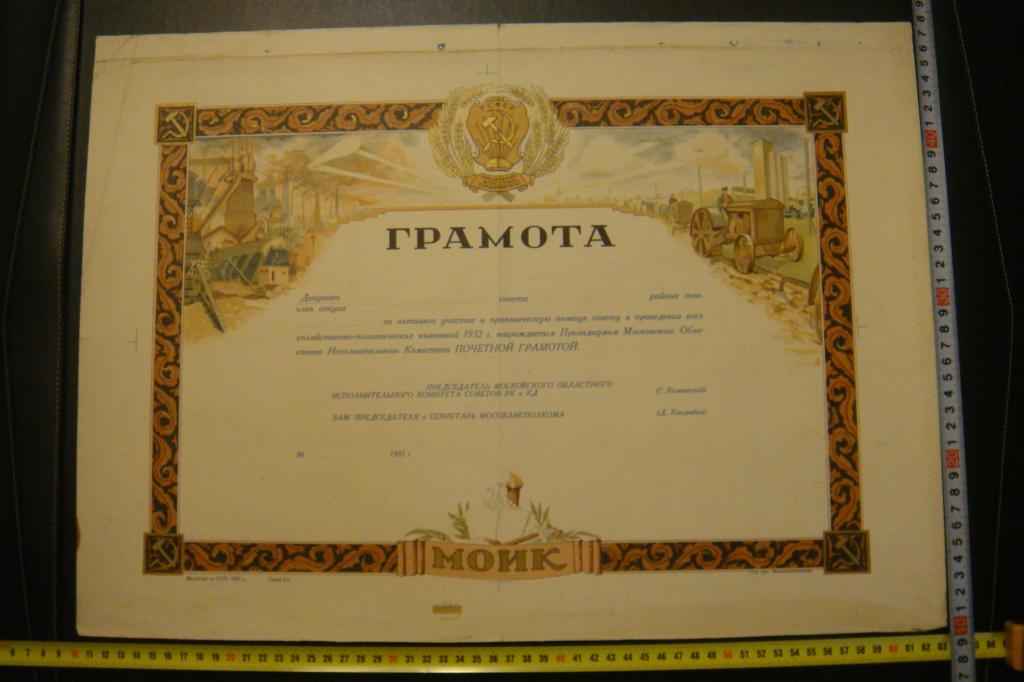 ГРАМОТА
Депутат совета района тов.
член секции
за активное участие и практическую помощь совету в проведении всех
хозяйственно-политических кампаний 1932 г. награждается Президиумом Московского Обла-
стного Исполнительного Комитета ПОЧЕТНОЙ ГРАМОТОЙ.
ПРЕДСЕДАТЕЛЬ МОСКОВСКОГО ОБЛАСТНОГО
ИСПОЛНИТЕЛЬНОГО КОМИТЕТА СОВЕТОВ РК и КД (Г. Каминский)
ЗАМ. ПРЕДСЕДАТЕЛЯ и СЕКРЕТАРЬ МОСОБЛИСПОЛКОМА
№ 1933 г.
МОИК